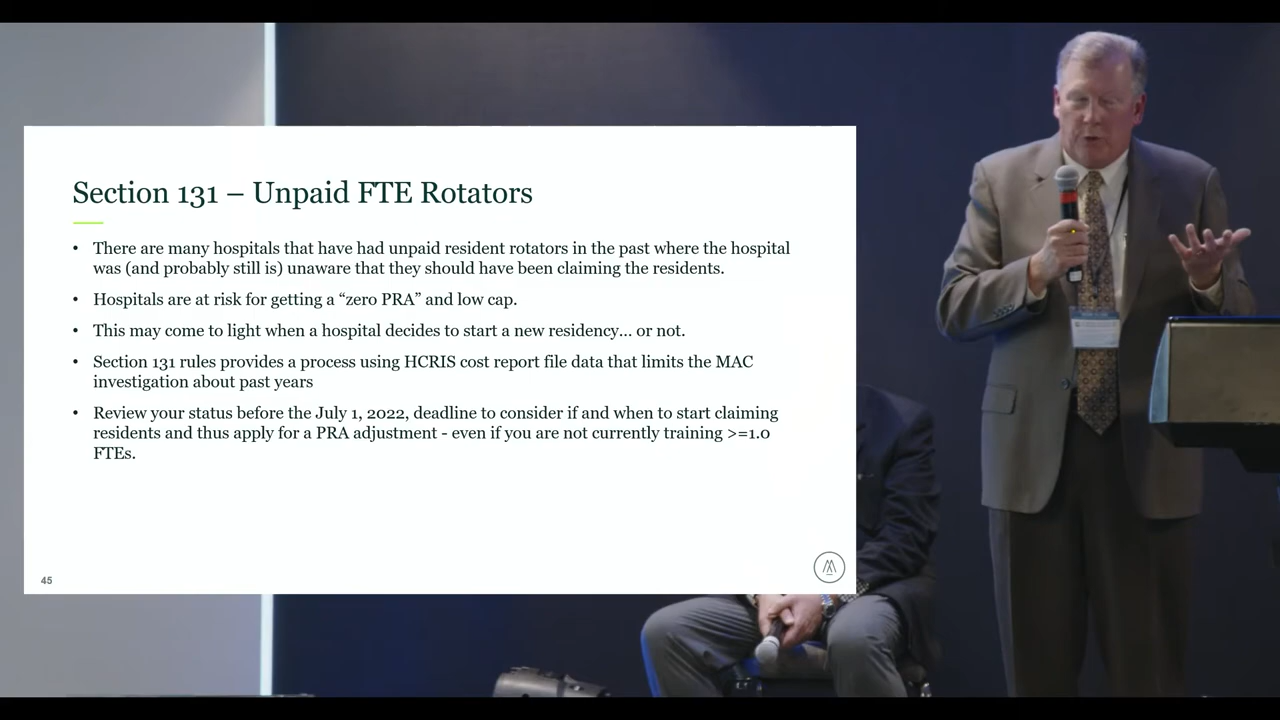 Section 131 – Unpaid FTE Rotators
• There are many hospitals that have had unpaid resident rotators in the past where the hospital
was (and probably still is) unaware that they should have been claiming the residents.
• Hospitals are at risk for getting a “zero PRA” and low cap.
• This may come to light when a hospital decides to start a new residency… or not.
• Section 131 rules provides a process using HCRIS cost report file data that limits the MAC
investigation about past years
• Review your status before the July 1, 2022, deadline to consider if and when to start claiming
residents and thus apply for a PRA adjustment - even if you are not currently training >=1.0
FTEs.
45